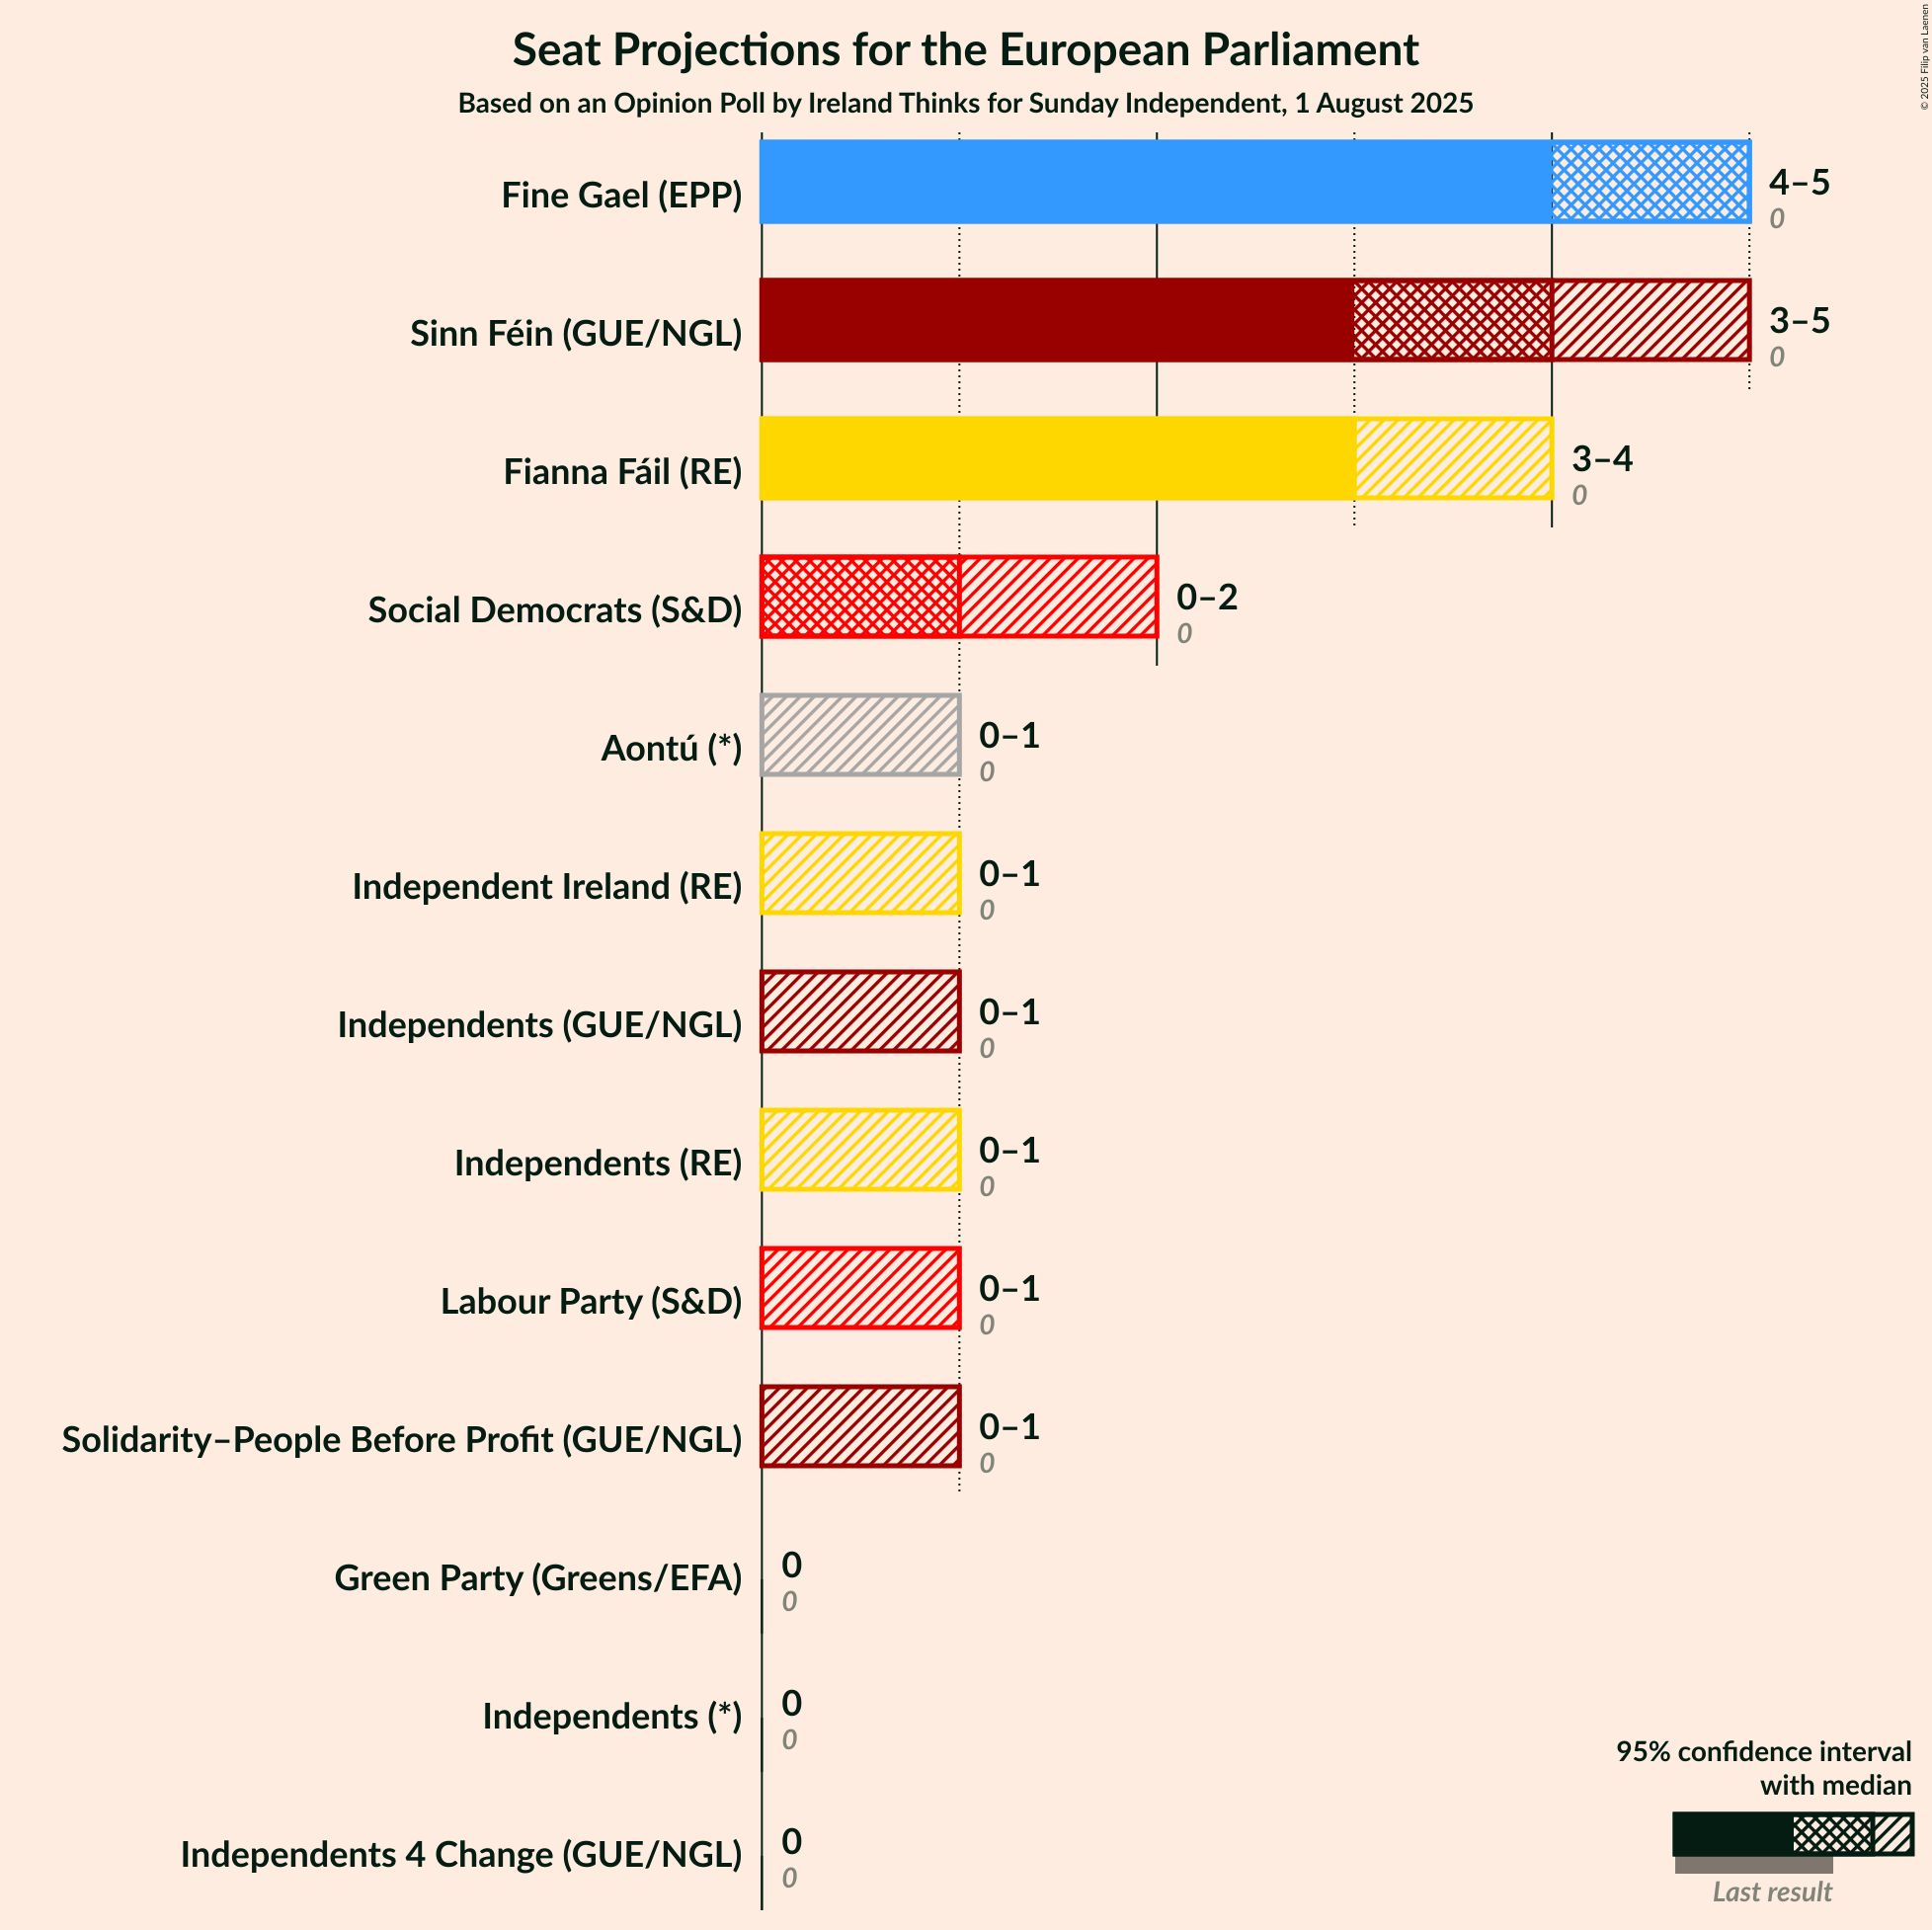 Seat Projections for the European Parliament
Based on an Opinion Poll by Ireland Thinks for Sunday Independent, 1 August 2025
© 2025 Filip van Laenen
Fine Gael (EPP)
4–5
0
Sinn Féin (GUE/NGL)
3–5
0
Fianna Fáil (RE)
3–4
0
Social Democrats (S&D)
0–2
0
Aontú (*)
0–1
0
Independent Ireland (RE)
0–1
0
Independents (GUE/NGL)
0–1
0
Independents (RE)
0–1
0
Labour Party (S&D)
0–1
0
Solidarity–People Before Profit (GUE/NGL)
0–1
0
Green Party (Greens/EFA)
0
0
Independents (*)
0
0
Independents 4 Change (GUE/NGL)
0
0
95% confidence interval
with median
Last result